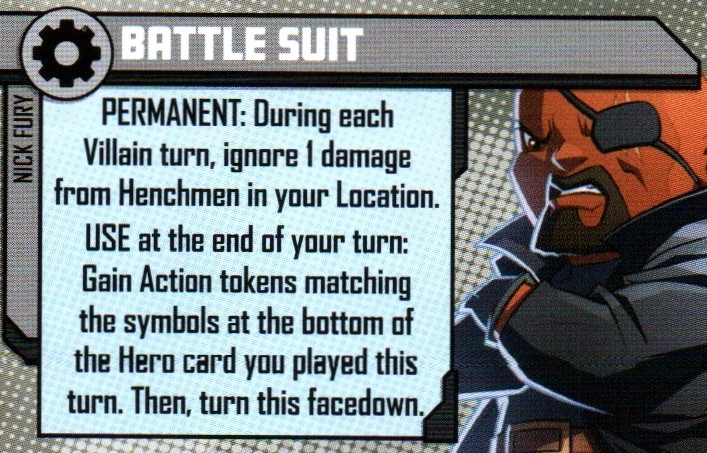 BATTLE SUIT
NICK FURY
PERMANENT: During each
Villain turn, ignore 1 damage
from Henchmen in your Location.
USE at the end of your turn:
Gain Action tokens matching
the symbols at the bottom of
the Hero card you played this
turn. Then, turn this facedown.